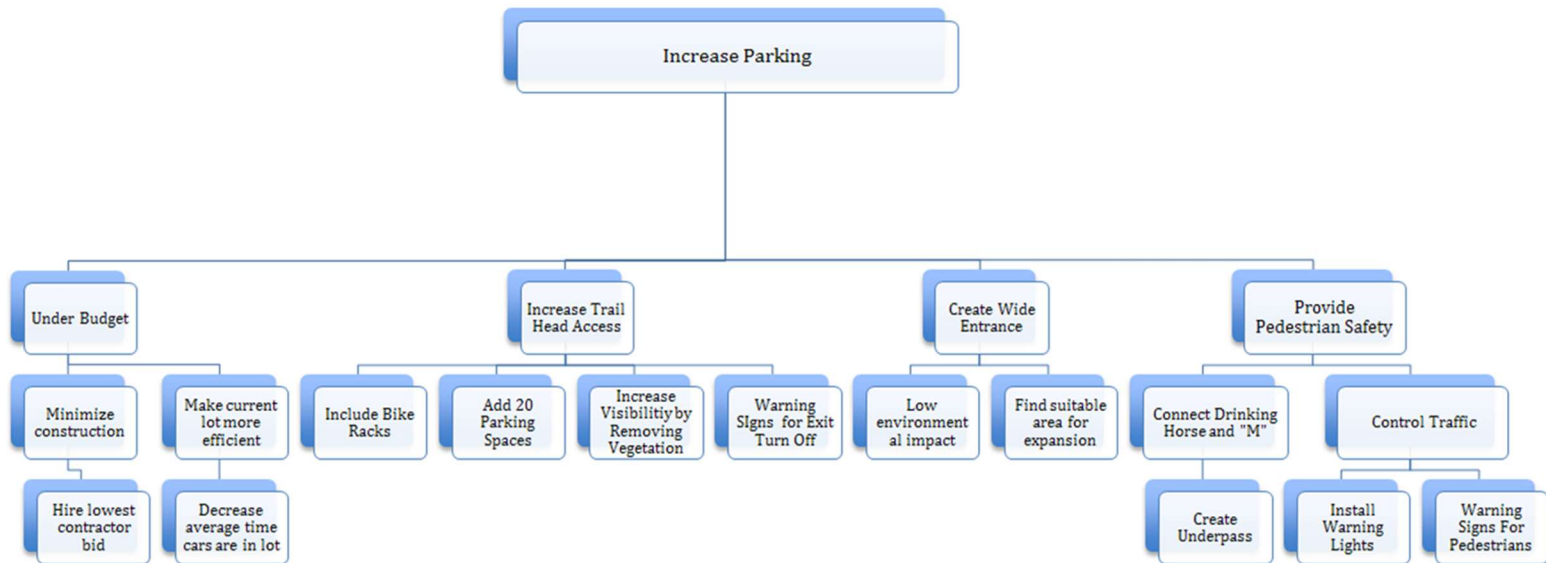 Increase Parking
Under Budget
Increase Trail
Head Access
Create Wide
Entrance
Provide
Pedestrian Safety
Minimize
construction
Make current
lot more
efficient
Include Bike
Racks
Add 20
Parking
Spaces
Increase
Visibilitiy by
Removing
Vegetation
Warning
SIgns for Exit
Turn Off
Low
environment
al impact
Find suitable
area for
expansion
Connect Drinking
Horse and "M"
Control Traffic
Hire lowest
contractor
bid
Decrease
average time
cars are in lot
Create
Underpass
Install
Warning
Lights
Warning
Signs For
Pedestrians